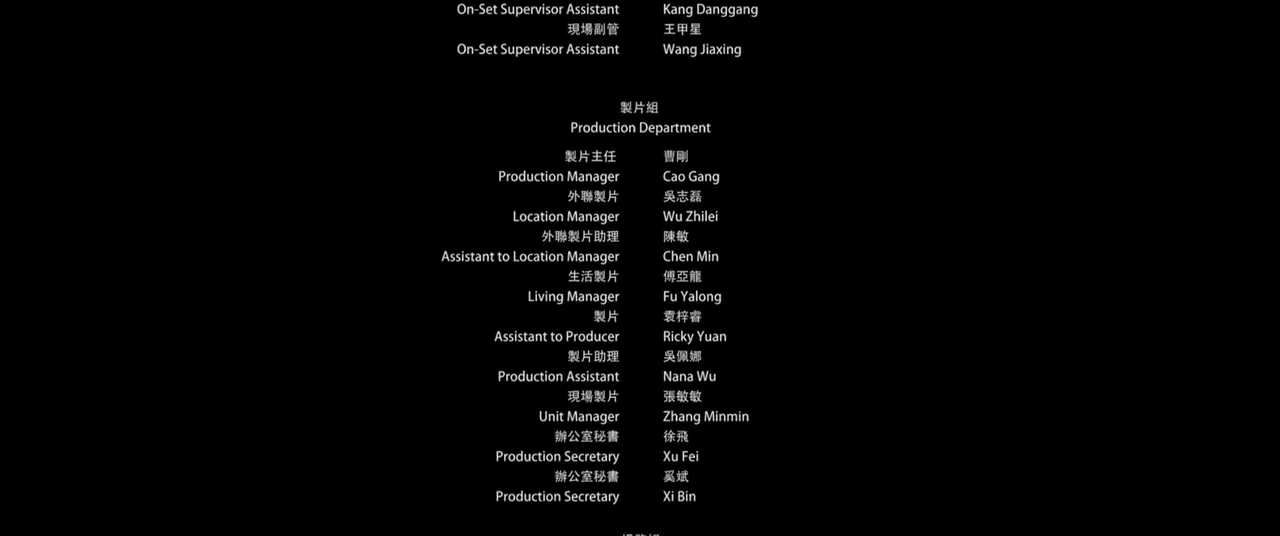 On-Set Supervisor Assistant Kang Danggang
現場副管 王甲星
On-Set Supervisor Assistant Wang Jiaxing
製片組
Production Department
製片主任 曹剛
Production Manager Cao Gang
外聯製片 吳志磊
Location Manager Wu Zhilei
外聯製片助理 陳敏
Assistant to Location Manager Chen Min
生活製片 傅亞龍
Living Manager Fu Yalong
製片 袁梓睿
Assistant to Producer Ricky Yuan
製片助理 吳佩娜
Production Assistant Nana Wu
現場製片 張敏敏
Unit Manager Zhang Minmin
辦公室秘書 徐飛
Production Secretary Xu Fei
辦公室秘書 奚斌
Production Secretary Xi Bin